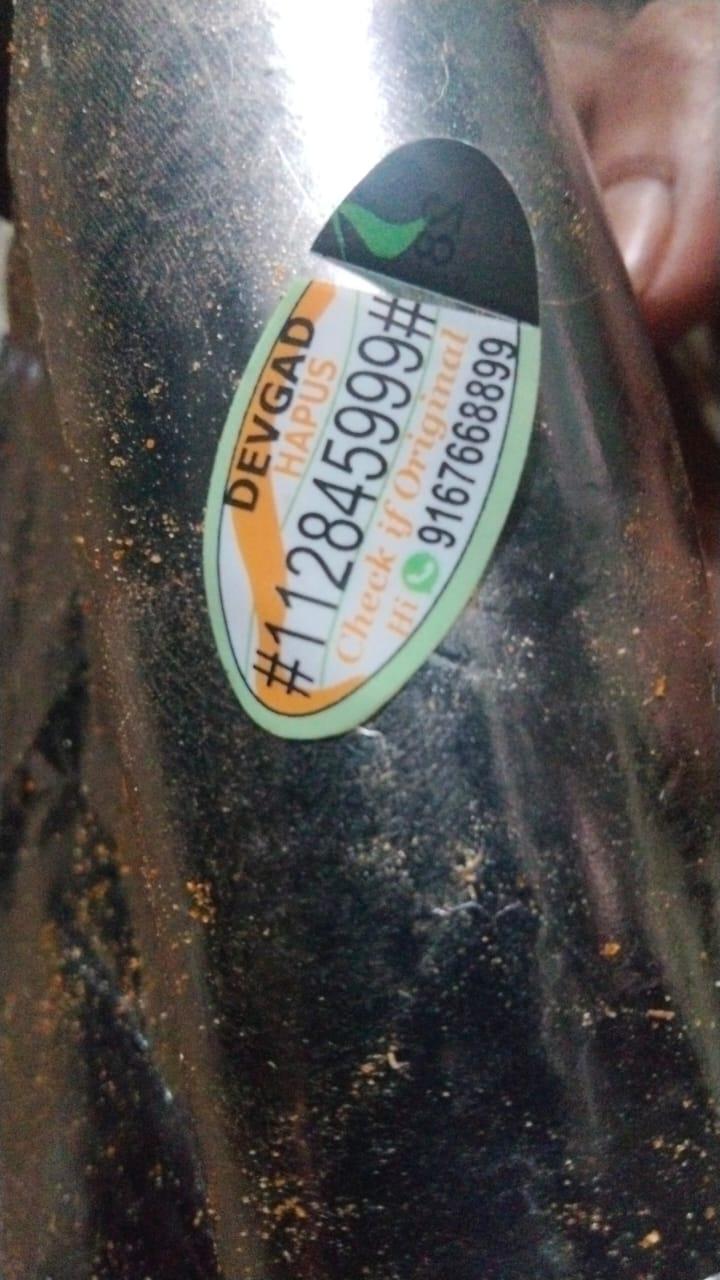 DEVGAD
HAPUS
#112845999#
Check if Original
Hi 9167668899